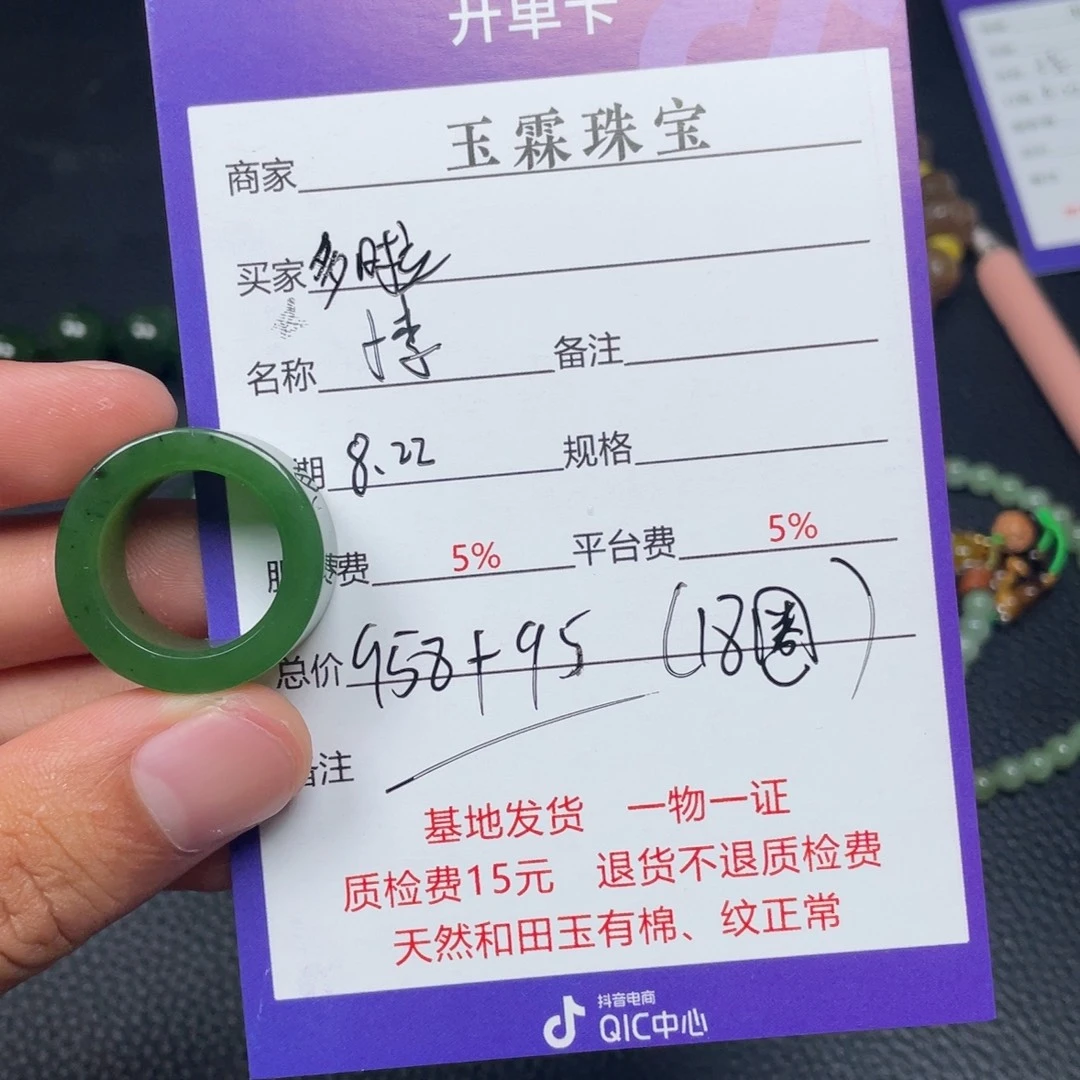 开单卡
商家 玉霖珠宝
买家 多
名称 备注
期 8.22 规格
服 费 5% 平台费 5%
总价 958+95 (18圈)
备注
基地发货 一物一证
质检费15元 退货不退质检费
天然和田玉有棉、纹正常
抖音电商
QIC中心